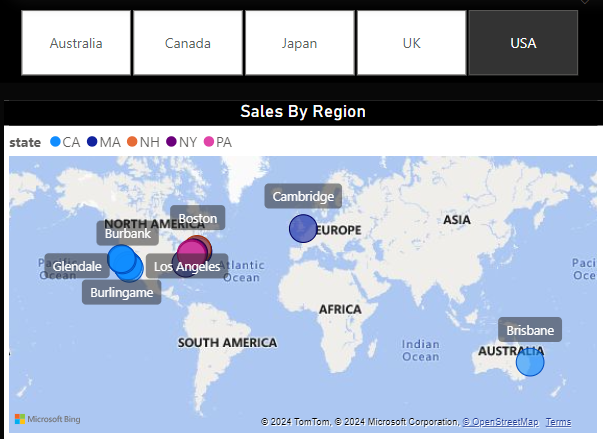 Australia
Canada
Japan
UK
USA
Sales By Region
state CA MA NH NY PA
Cambridge
Boston
NORTH AMERICA
Burbank
EUROPE
ASIA
Glendale
Los Angeles
Atlantic
Ocean
Burlingame
AFRICA
Brisbane
SOUTH AMERICA
Indian
Ocean
AUSTRALIA
Microsoft Bing
© 2024 TomTom, © 2024 Microsoft Corporation, © OpenStreetMap Terms